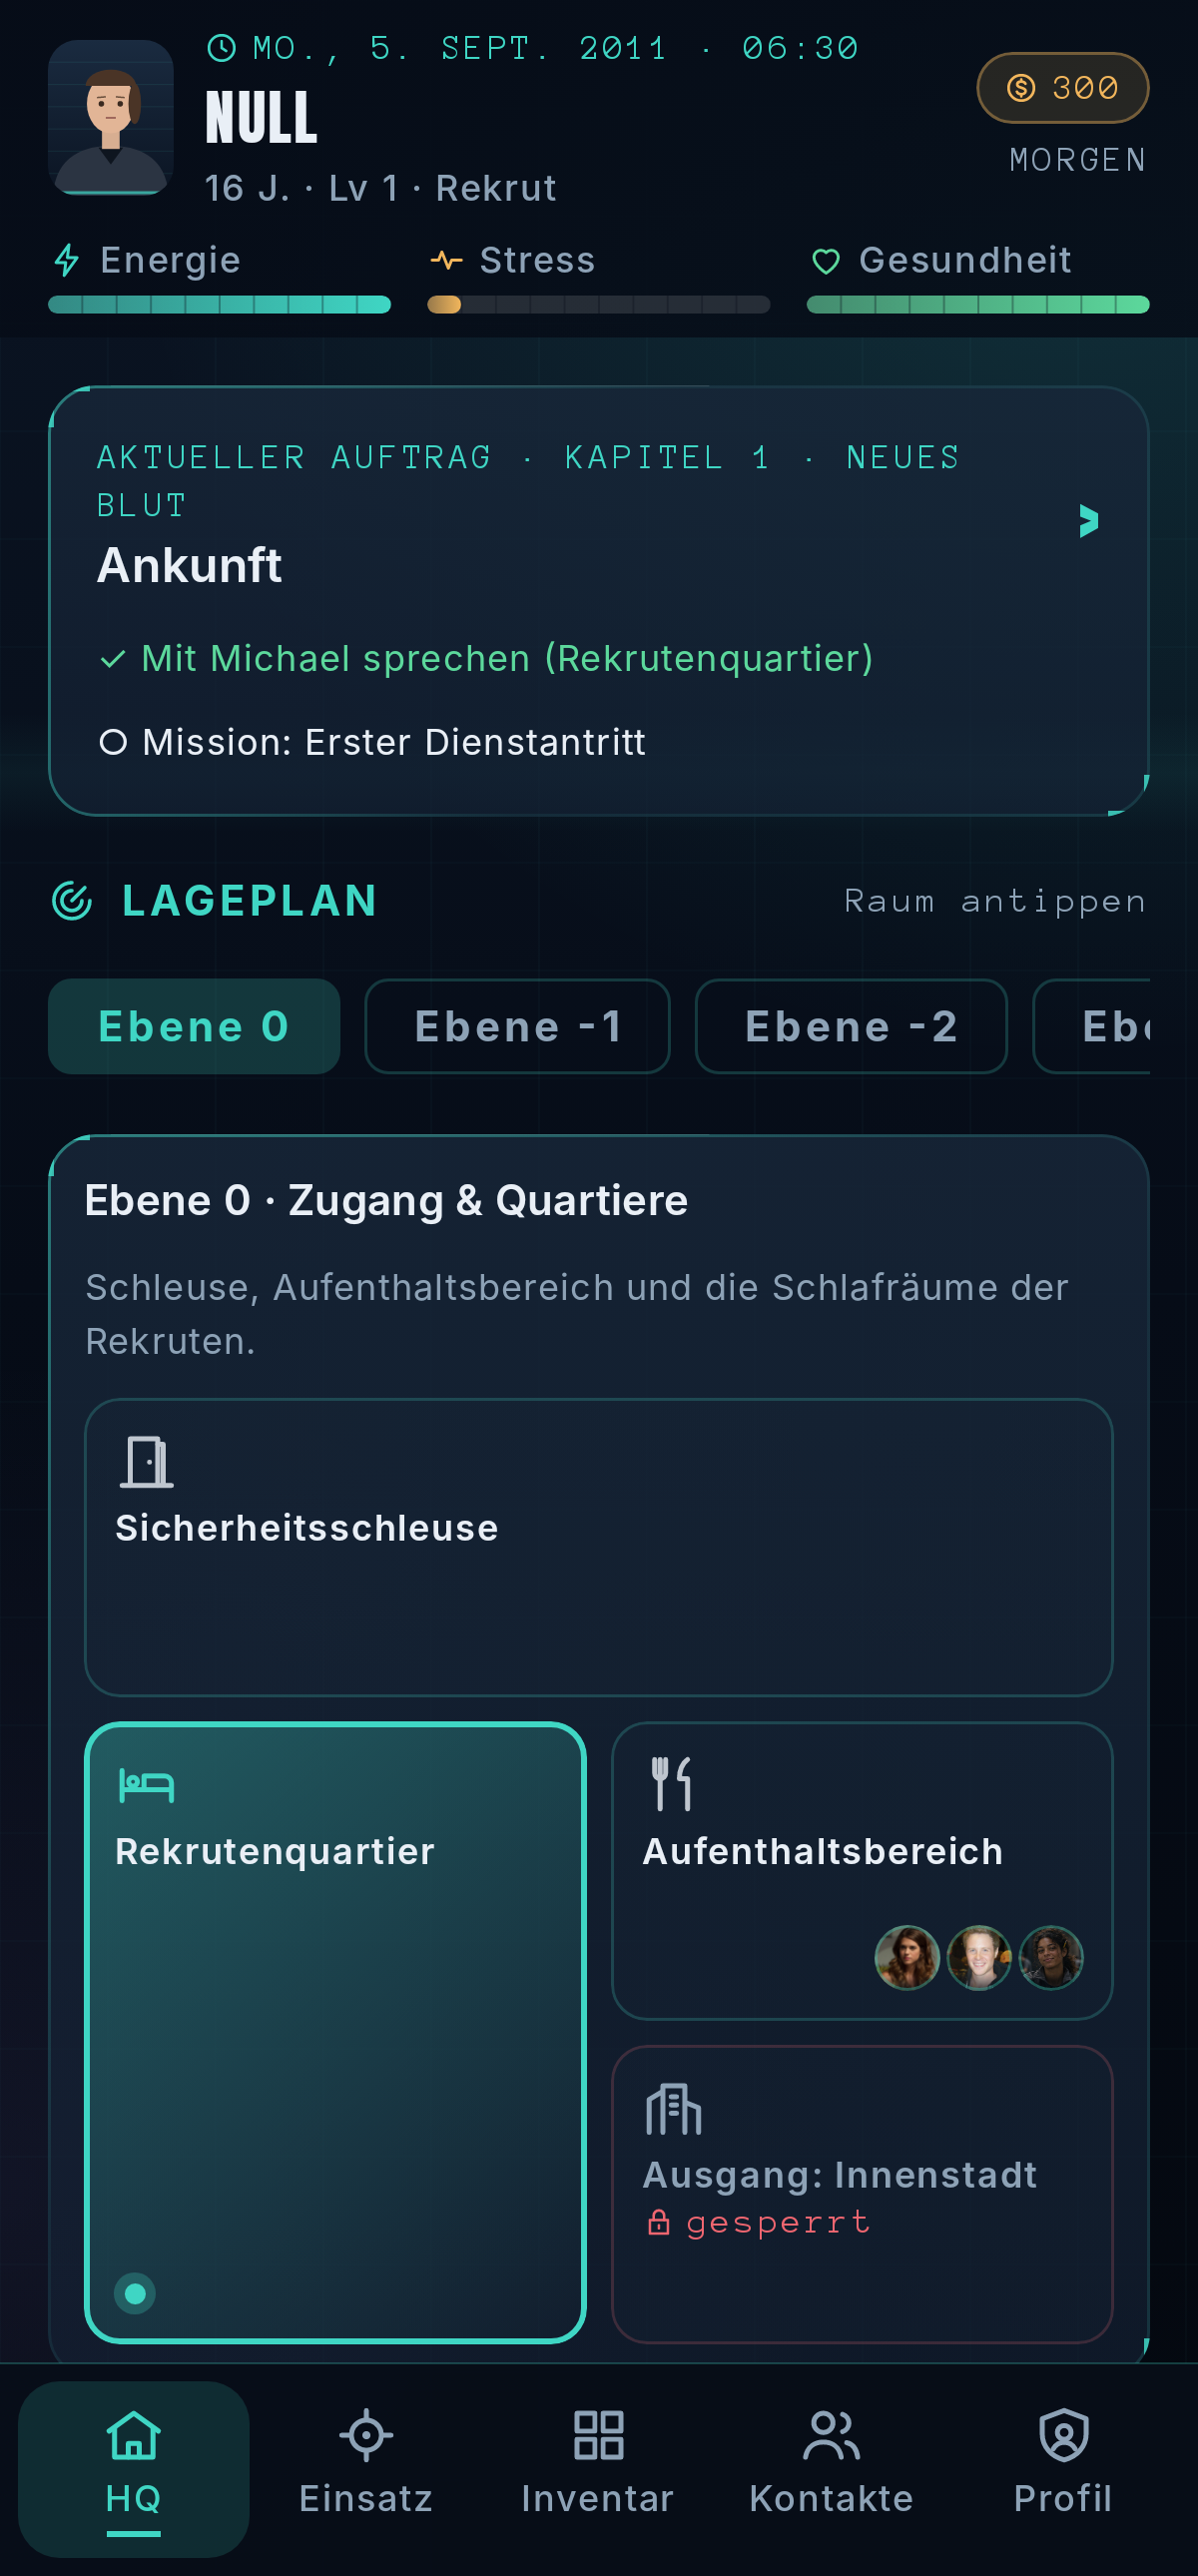 MO., 5. SEPT. 2011 · 06:30
NULL
16 J. · Lv 1 · Rekrut
300
MORGEN
Energie
Stress
Gesundheit
AKTUELLER AUFTRAG · KAPITEL 1 · NEUES
BLUT
Ankunft
Mit Michael sprechen (Rekrutenquartier)
Mission: Erster Dienstantritt
LAGEPLAN
Raum antippen
Ebene 0
Ebene -1
Ebene -2
Ebe
Ebene 0 · Zugang & Quartiere
Schleuse, Aufenthaltsbereich und die Schlafräume der
Rekruten.
Sicherheitsschleuse
Rekrutenquartier
Aufenthaltsbereich
Ausgang: Innenstadt
gesperrt
HQ
Einsatz
Inventar
Kontakte
Profil